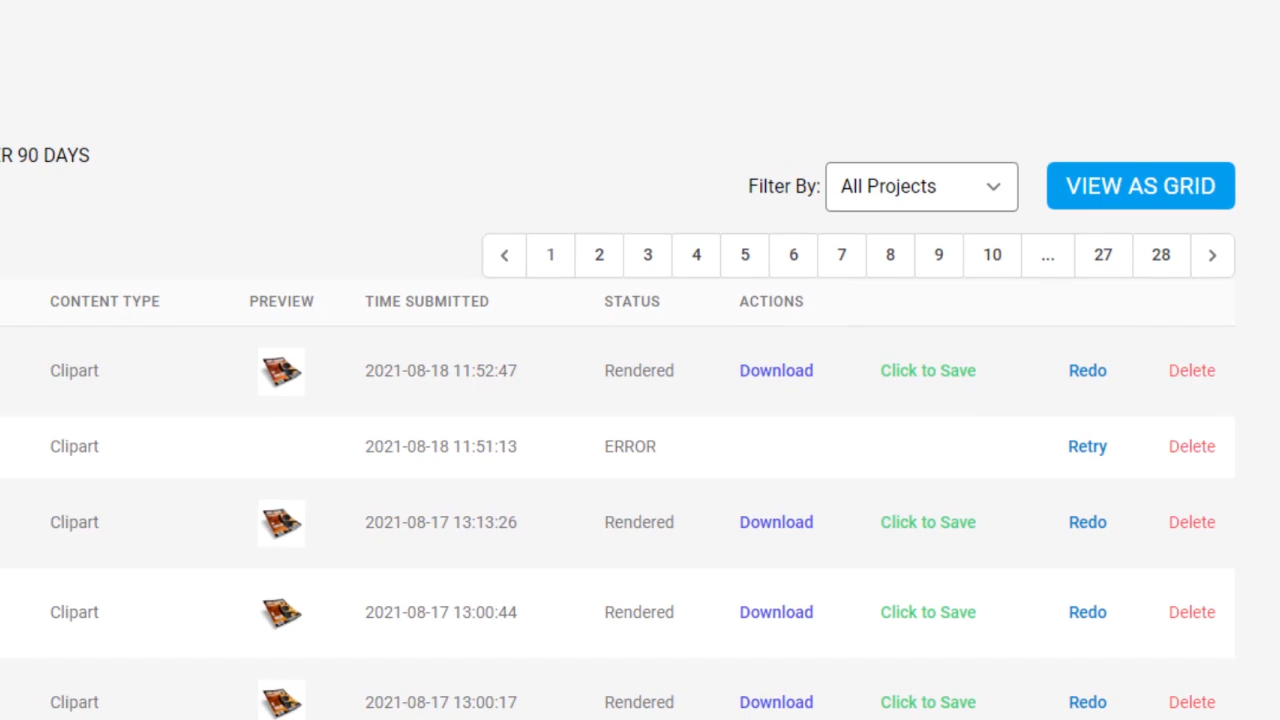 R 90 DAYS
Filter By: All Projects VIEW AS GRID
1 2 3 4 5 6 7 8 9 10 ... 27 28
CONTENT TYPE PREVIEW TIME SUBMITTED STATUS ACTIONS
Clipart 2021-08-18 11:52:47 Rendered Download Click to Save Redo Delete
Clipart 2021-08-18 11:51:13 ERROR Retry Delete
Clipart 2021-08-17 13:13:26 Rendered Download Click to Save Redo Delete
Clipart 2021-08-17 13:00:44 Rendered Download Click to Save Redo Delete
Clipart 2021-08-17 13:00:17 Rendered Download Click to Save Redo Delete